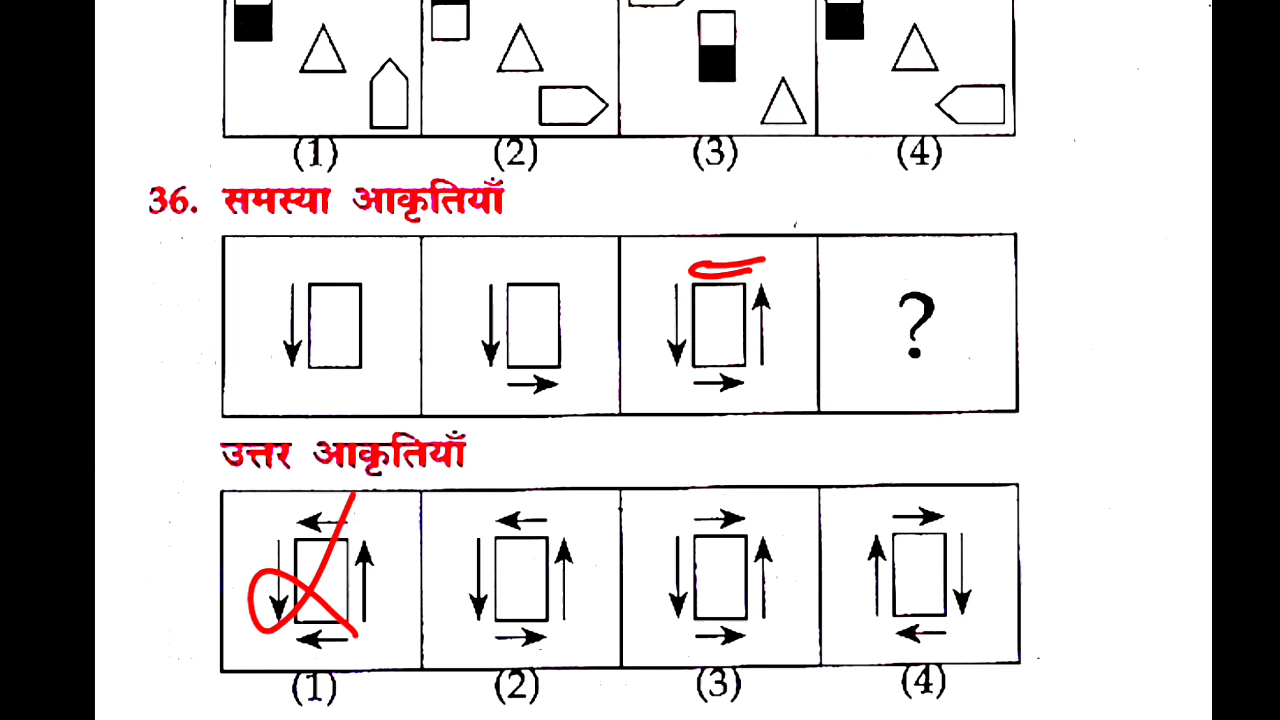 (1) (2) (3) (4)
36. समस्या आकृतियाँ
?
उत्तर आकृतियाँ
(1) (2) (3) (4)